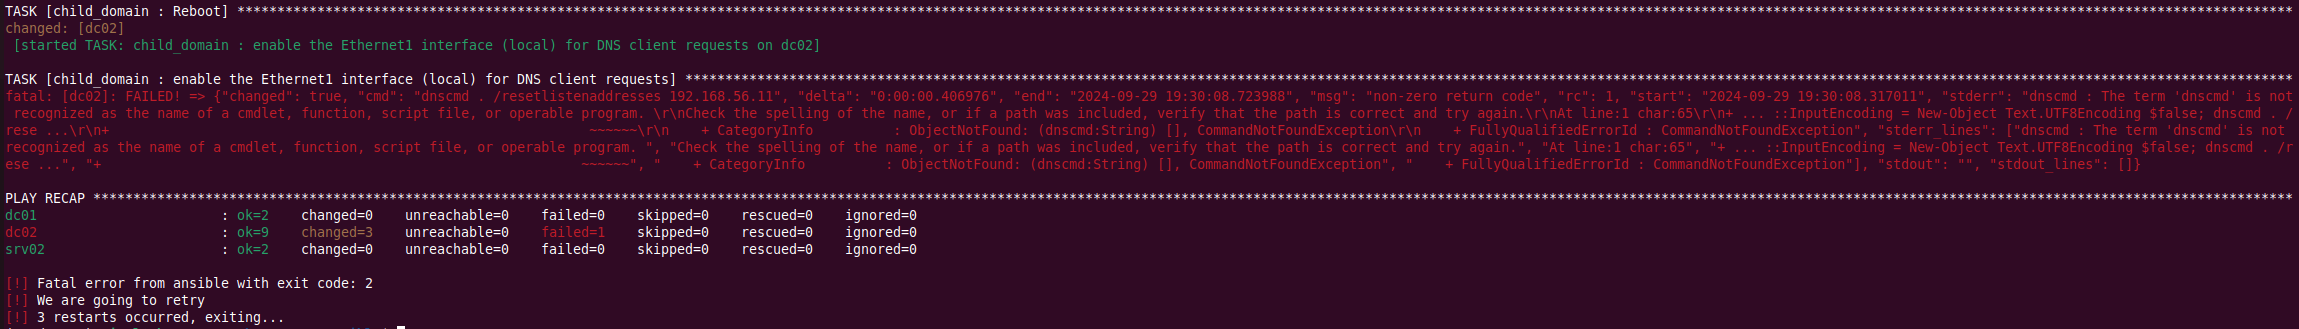 TASK [child_domain : Reboot] ****************************************************************************************************************************************************************************************************************************************************************
changed: [dc02]
[started TASK: child_domain : enable the Ethernet1 interface (local) for DNS client requests on dc02]
TASK [child_domain : enable the Ethernet1 interface (local) for DNS client requests] *********************************************************************************************************************************************************************************************************
fatal: [dc02]: FAILED! => {"changed": true, "cmd": "dnscmd . /resetlistenaddresses 192.168.56.11", "delta": "0:00:00.406976", "end": "2024-09-29 19:30:08.723988", "msg": "non-zero return code", "rc": 1, "start": "2024-09-29 19:30:08.317011", "stderr": "dnscmd : The term 'dnscmd' is not
 recognized as the name of a cmdlet, function, script file, or operable program. \r\nCheck the spelling of the name, or if a path was included, verify that the path is correct and try again.\r\nAt line:1 char:65\r\n+ ... ::InputEncoding = New-Object Text.UTF8Encoding $false; dnscmd . /
rese ...\r\n+                                                            ~~~~~~\r\n    + CategoryInfo          : ObjectNotFound: (dnscmd:String) [], CommandNotFoundException\r\n    + FullyQualifiedErrorId : CommandNotFoundException", "stderr_lines": ["dnscmd : The term 'dnscmd' is not
recognized as the name of a cmdlet, function, script file, or operable program. ", "Check the spelling of the name, or if a path was included, verify that the path is correct and try again.", "At line:1 char:65", "+ ... ::InputEncoding = New-Object Text.UTF8Encoding $false; dnscmd . /r
ese ...", "+                                                            ~~~~~~", "    + CategoryInfo          : ObjectNotFound: (dnscmd:String) [], CommandNotFoundException", "    + FullyQualifiedErrorId : CommandNotFoundException"], "stdout": "", "stdout_lines": []}
PLAY RECAP **********************************************************************************************************************************************************************************************************************************************************************************
dc01                       : ok=2    changed=0    unreachable=0    failed=0    skipped=0    rescued=0    ignored=0
dc02                       : ok=9    changed=3    unreachable=0    failed=1    skipped=0    rescued=0    ignored=0
srv02                      : ok=2    changed=0    unreachable=0    failed=0    skipped=0    rescued=0    ignored=0
[!] Fatal error from ansible with exit code: 2
[!] We are going to retry
[!] 3 restarts occurred, exiting...